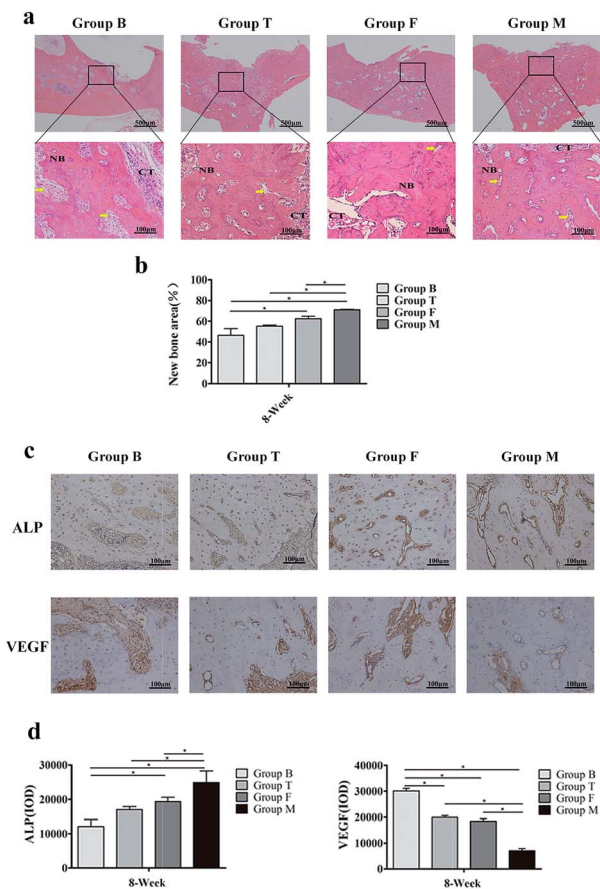 a
Group B Group T Group F Group M
500μm 500μm 500μm 500μm
NB CT NB CT NB CT CT NB
100μm 100μm 100μm 100μm
b
New bone area(%)
100
80
60
40
20
0
8-Week
* * * *
Group B
Group T
Group F
Group M
c
Group B Group T Group F Group M
ALP
100μm 100μm 100μm 100μm
VEGF
100μm 100μm 100μm 100μm
d
ALP(IOD)
30000
20000
10000
0
8-Week
* * * *
Group B
Group T
Group F
Group M
VEGF(IOD)
40000
30000
20000
10000
0
8-Week
* * * * *
Group B
Group T
Group F
Group M